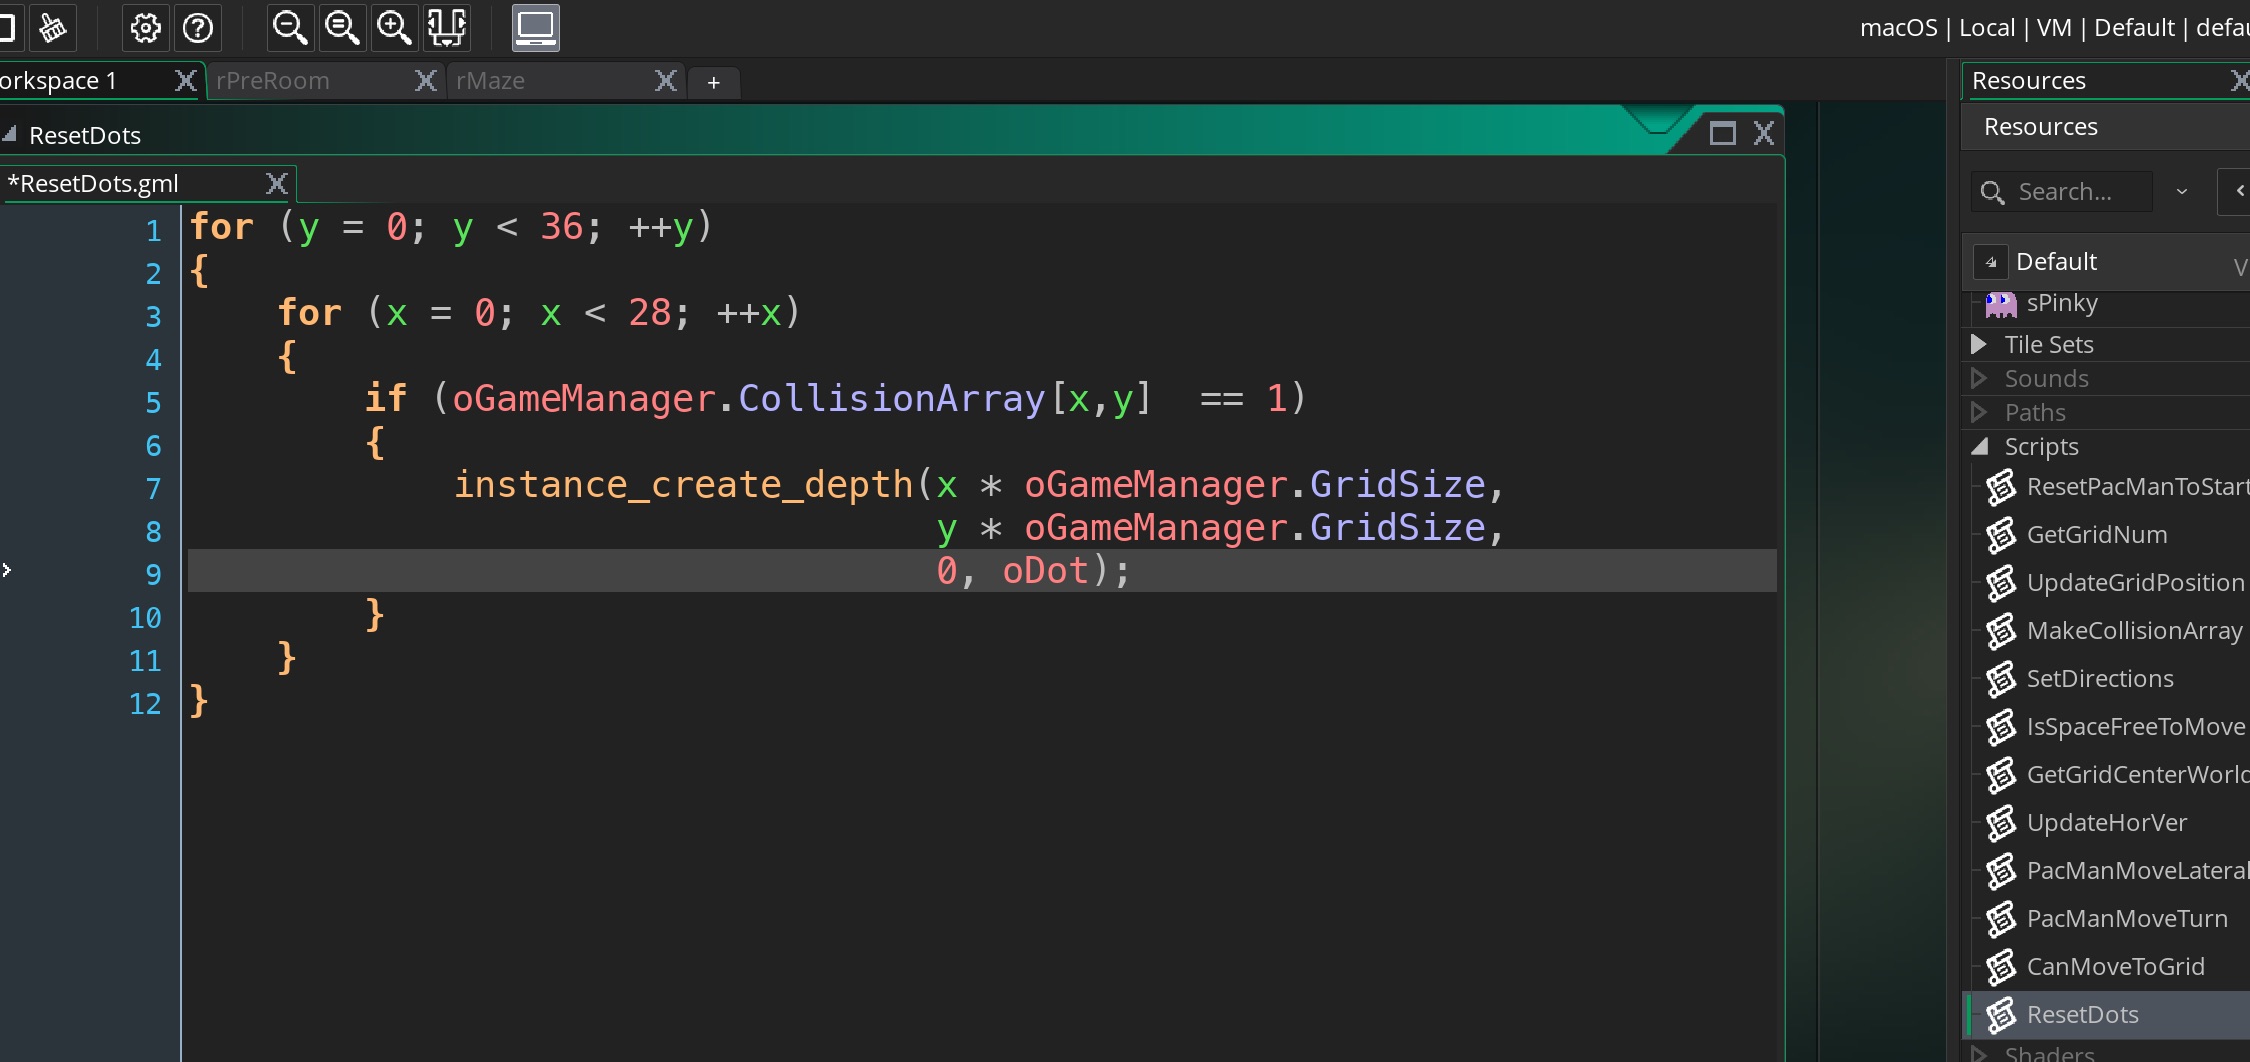 macOS | Local | VM | Default |
orkspace 1
rPreRoom
rMaze
+
ResetDots
*ResetDots.gml
1 for (y = 0; y < 36; ++y)
2 {
3     for (x = 0; x < 28; ++x)
4     {
5         if (oGameManager.CollisionArray[x,y]  == 1)
6         {
7             instance_create_depth(x * oGameManager.GridSize,
8                                   y * oGameManager.GridSize,
9                                   0, oDot);
10         }
11     }
12 }
Resources
Resources
Search...
Default
sPinky
Tile Sets
Sounds
Paths
Scripts
ResetPacManToStart
GetGridNum
UpdateGridPosition
MakeCollisionArray
SetDirections
IsSpaceFreeToMove
GetGridCenterWorld
UpdateHorVer
PacManMoveLateral
PacManMoveTurn
CanMoveToGrid
ResetDots
Shaders